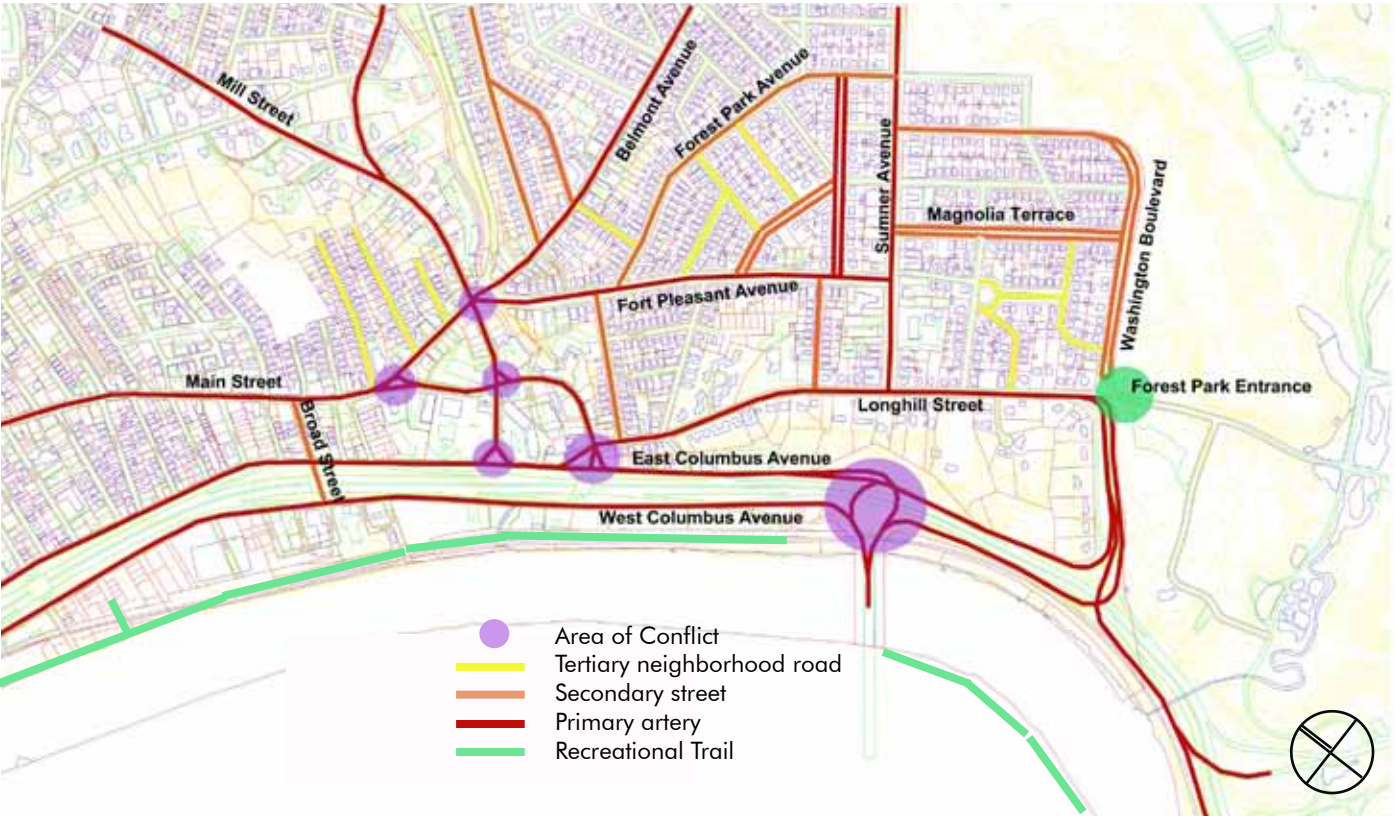 Mill Street
Belmont Avenue
Forest Park Avenue
Sumner Avenue
Magnolia Terrace
Washington Boulevard
Fort Pleasant Avenue
Main Street
Broad Street
Forest Park Entrance
Longhill Street
East Columbus Avenue
West Columbus Avenue
Area of Conflict
Tertiary neighborhood road
Secondary street
Primary artery
Recreational Trail